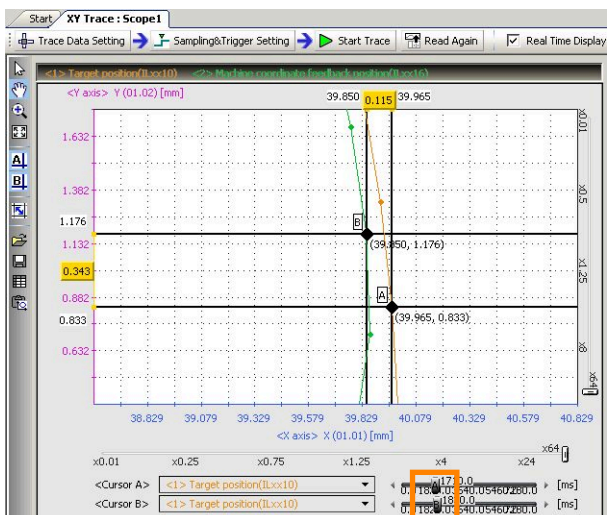 Start XY Trace : Scope1
Trace Data Setting Sampling&Trigger Setting Start Trace Read Again Real Time Display
<1> Target position(ILxx10) <2> Machine coordinate feedback position(ILxx16)
<Y axis> Y (01.02) [mm]
39.850 0.115 39.965
x0.01
1.632
1.382
x0.5
1.176
B
1.132
(39.850, 1.176)
x1.25
0.343
0.882
A
0.833
(39.965, 0.833)
0.632
x8
x64
38.829 39.079 39.329 39.579 39.829 40.079 40.329 40.579 40.829
<X axis> X (01.01) [mm]
x0.01 x0.25 x0.75 x1.25 x4 x24 x64
<Cursor A> <1> Target position(ILxx10) [ms]
<Cursor B> <1> Target position(ILxx10) [ms]
A
B